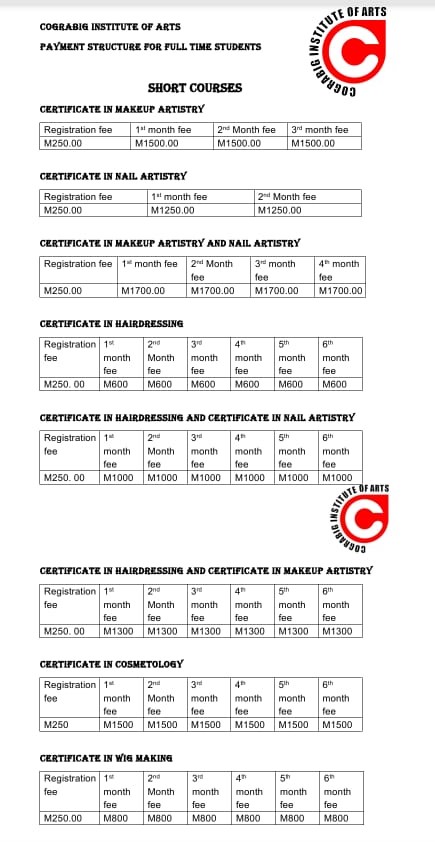 COGRABIG INSTITUTE OF ARTS
PAYMENT STRUCTURE FOR FULL TIME STUDENTS
COGRABIG INSTITUTE OF ARTS
SHORT COURSES
CERTIFICATE IN MAKEUP ARTISTRY
Registration fee 1st month fee 2nd Month fee 3rd month fee
M250.00 M1500.00 M1500.00 M1500.00
CERTIFICATE IN NAIL ARTISTRY
Registration fee 1st month fee 2nd Month fee
M250.00 M1250.00 M1250.00
CERTIFICATE IN MAKEUP ARTISTRY AND NAIL ARTISTRY
Registration fee 1st month fee 2nd Month fee 3rd month fee 4th month fee
M250.00 M1700.00 M1700.00 M1700.00 M1700.00
CERTIFICATE IN HAIRDRESSING
Registration fee 1st month fee 2nd Month fee 3rd month fee 4th month fee 5th month fee 6th month fee
M250. 00 M600 M600 M600 M600 M600 M600
CERTIFICATE IN HAIRDRESSING AND CERTIFICATE IN NAIL ARTISTRY
Registration fee 1st month fee 2nd Month fee 3rd month fee 4th month fee 5th month fee 6th month fee
M250. 00 M1000 M1000 M1000 M1000 M1000 M1000
COGRABIG INSTITUTE OF ARTS
CERTIFICATE IN HAIRDRESSING AND CERTIFICATE IN MAKEUP ARTISTRY
Registration fee 1st month fee 2nd Month fee 3rd month fee 4th month fee 5th month fee 6th month fee
M250. 00 M1300 M1300 M1300 M1300 M1300 M1300
CERTIFICATE IN COSMETOLOGY
Registration fee 1st month fee 2nd Month fee 3rd month fee 4th month fee 5th month fee 6th month fee
M250 M1500 M1500 M1500 M1500 M1500 M1500
CERTIFICATE IN WIG MAKING
Registration fee 1st month fee 2nd Month fee 3rd month fee 4th month fee 5th month fee 6th month fee
M250.00 M800 M800 M800 M800 M800 M800